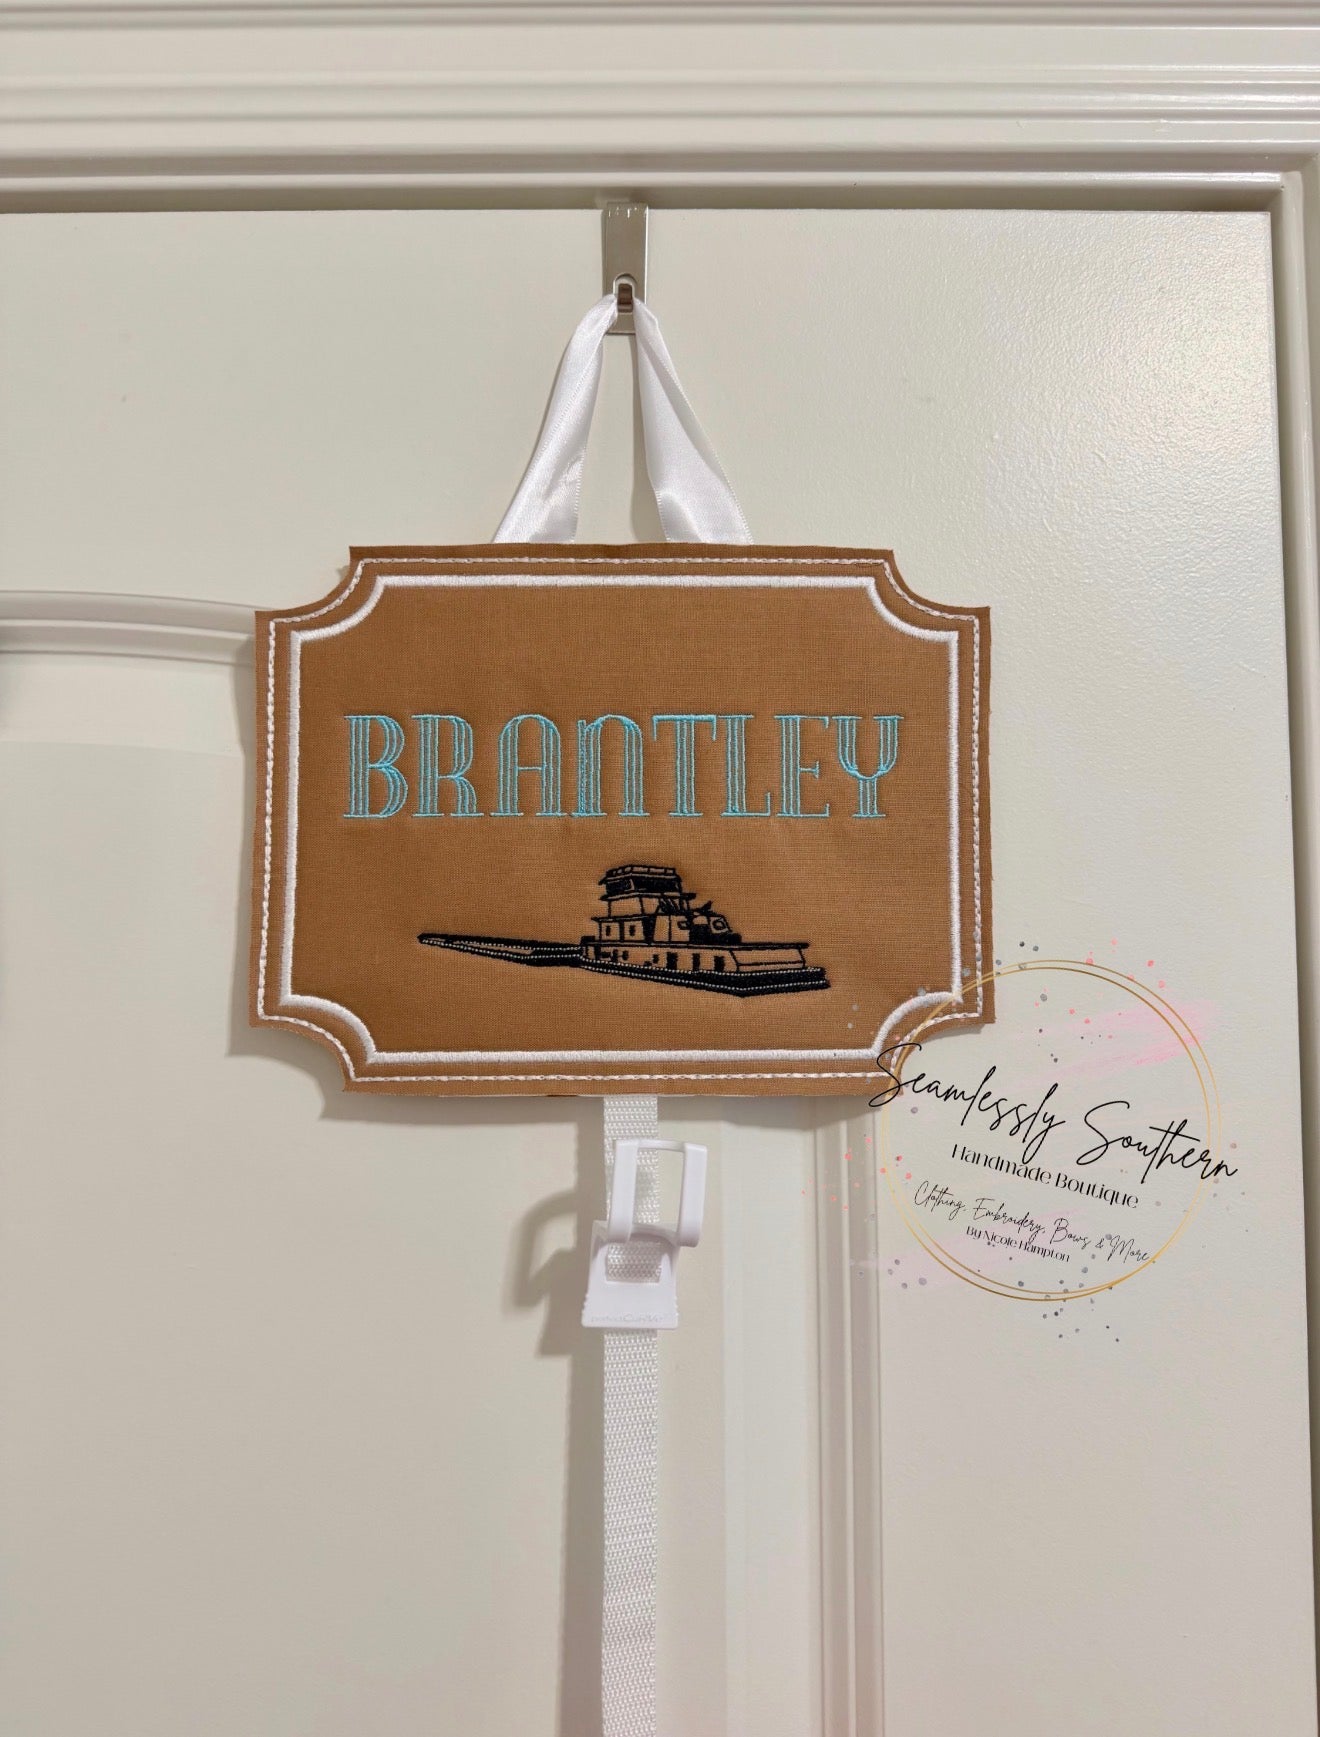 BRANTLEY
Seamlessly Southern
Handmade Boutique
Clothing, Embroidery, Bows & More
By Nicole Hampton